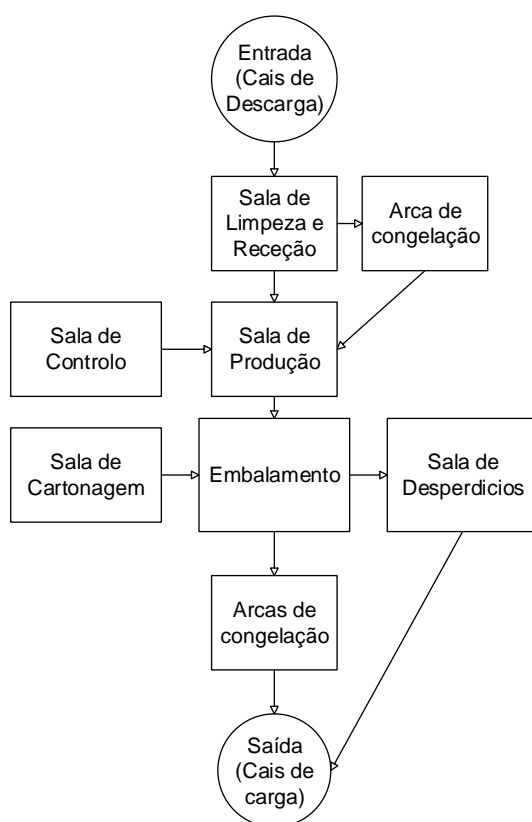 Entrada
(Cais de
Descarga)
Sala de
Limpeza e
Receção
Arca de
congelação
Sala de
Controlo
Sala de
Produção
Sala de
Cartonagem
Embalamento
Sala de
Desperdicios
Arcas de
congelação
Saída
(Cais de
carga)